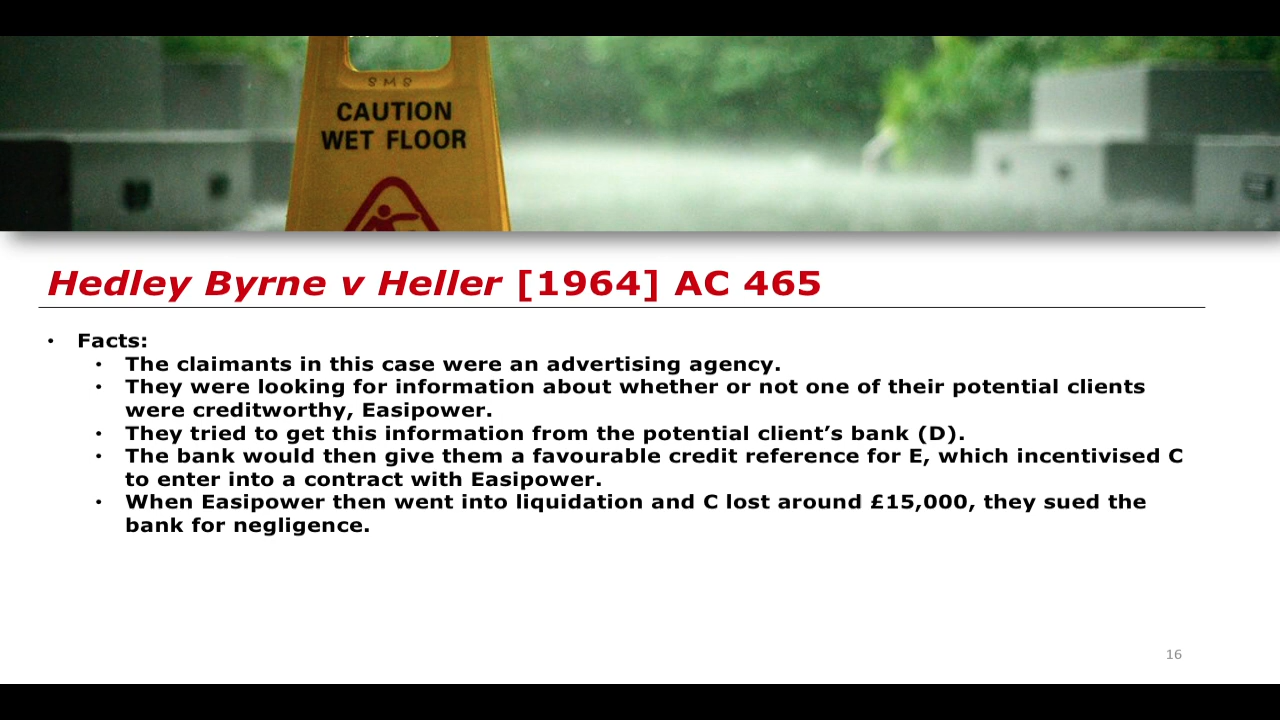 SMS
CAUTION
WET FLOOR
Hedley Byrne v Heller [1964] AC 465
• Facts:
• The claimants in this case were an advertising agency.
• They were looking for information about whether or not one of their potential clients
were creditworthy, Easipower.
• They tried to get this information from the potential client’s bank (D).
• The bank would then give them a favourable credit reference for E, which incentivised C
to enter into a contract with Easipower.
• When Easipower then went into liquidation and C lost around £15,000, they sued the
bank for negligence.
16